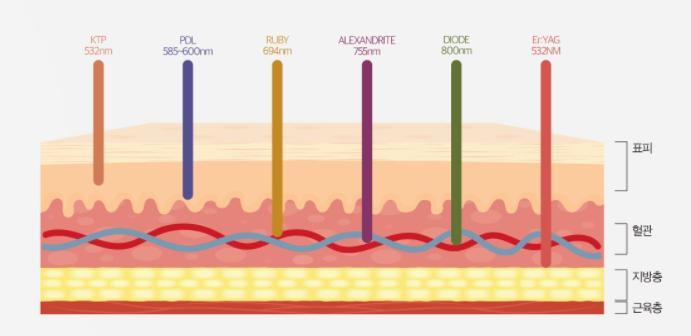 KTP
532nm
PDL
585~600nm
RUBY
694nm
ALEXANDRITE
755nm
DIODE
800nm
Er:YAG
532NM
표피
혈관
지방층
근육층